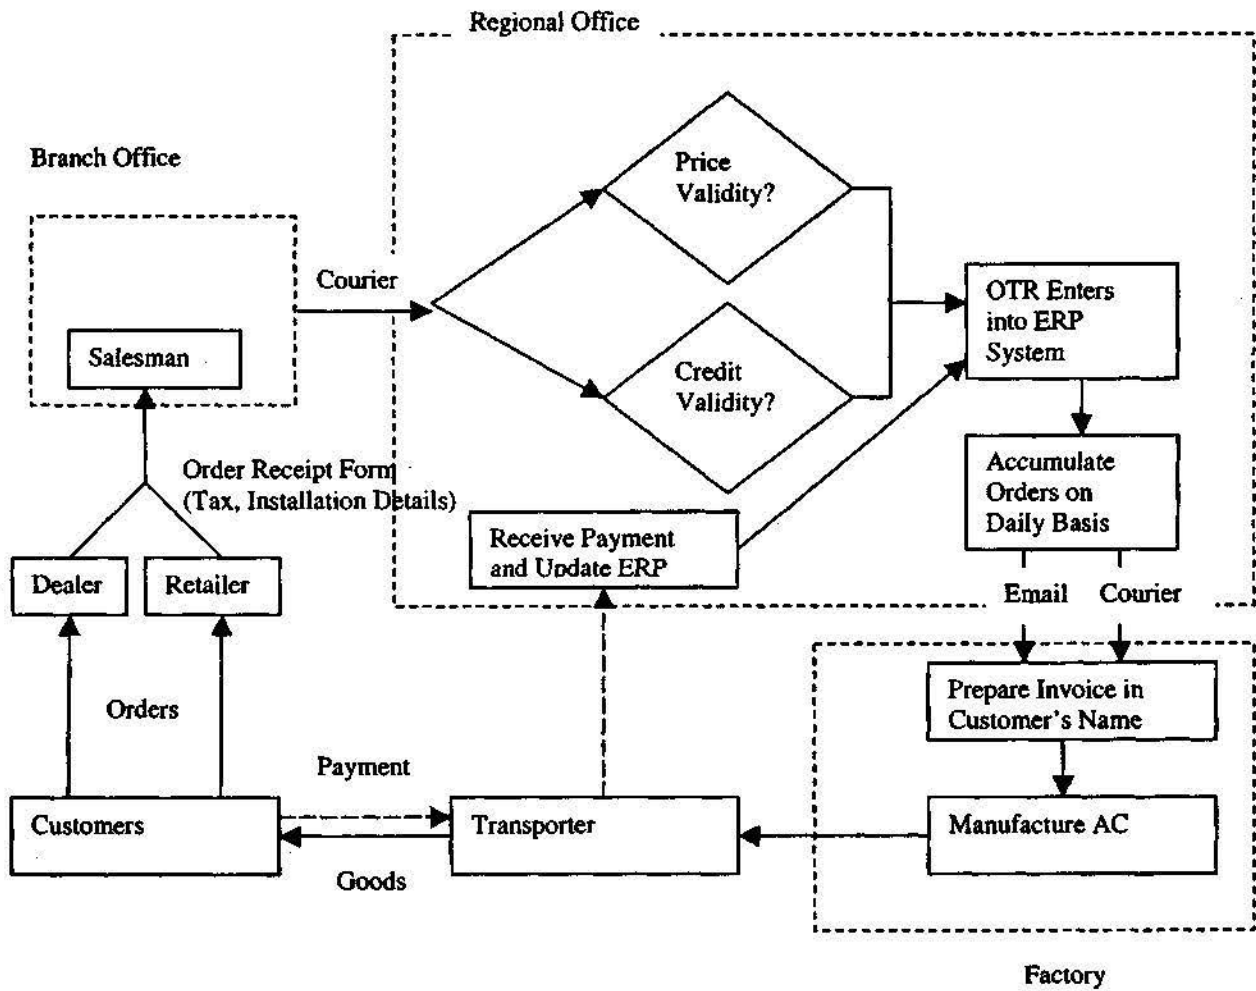 Regional Office
Branch Office
Price
Validity?
Courier
OTR Enters
into ERP
System
Salesman
Credit
Validity?
Order Receipt Form
(Tax, Installation Details)
Accumulate
Orders on
Daily Basis
Receive Payment
and Update ERP
Dealer
Retailer
Email
Courier
Prepare Invoice in
Customer's Name
Orders
Payment
Customers
Transporter
Manufacture AC
Goods
Factory